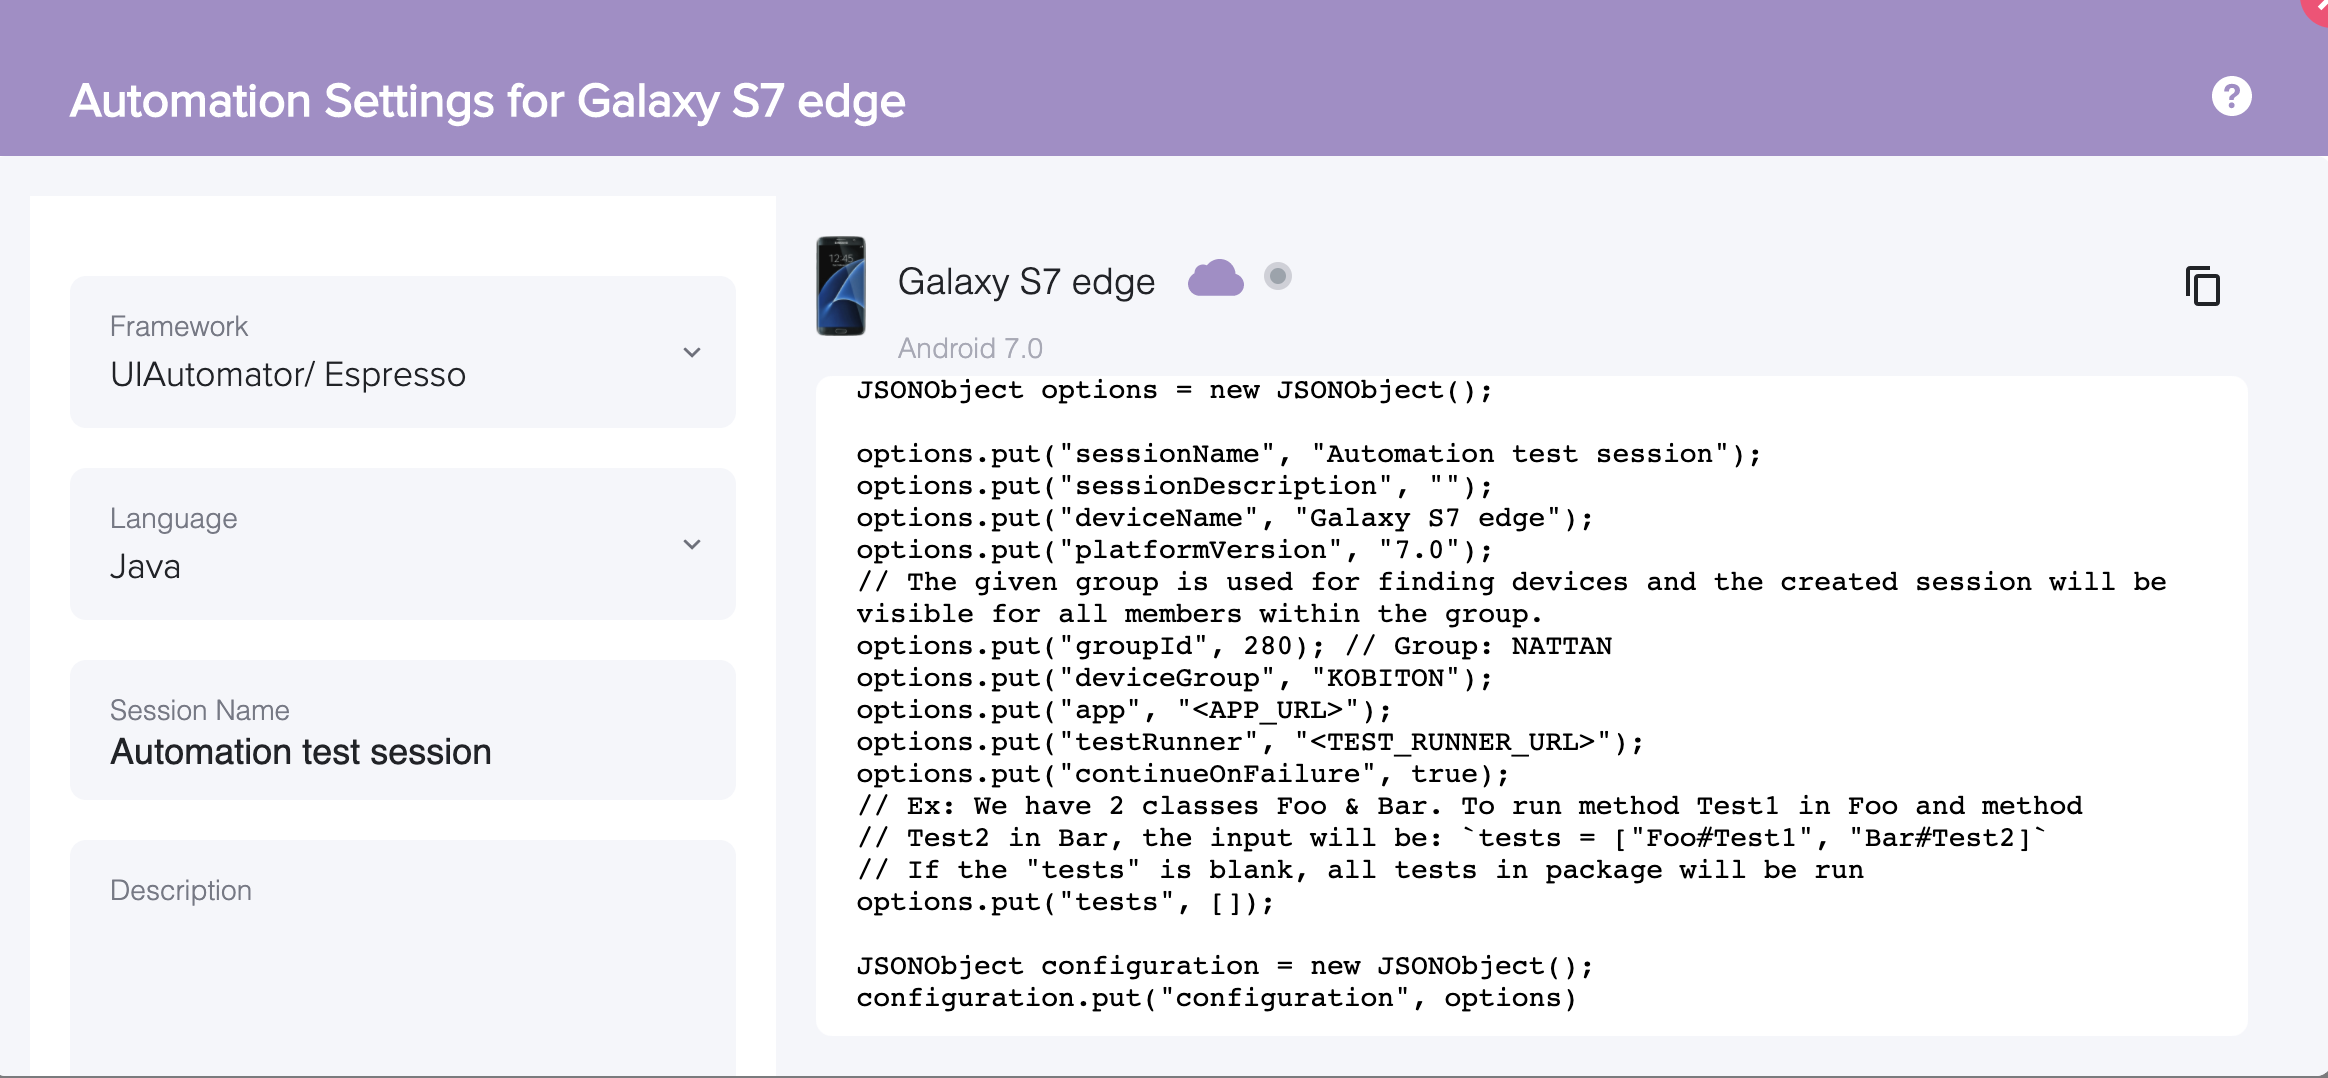 Automation Settings for Galaxy S7 edge
?
Framework
UIAutomator/ Espresso
Language
Java
Session Name
Automation test session
Description
12:45
Galaxy S7 edge
Android 7.0
JSONObject options = new JSONObject();
options.put("sessionName", "Automation test session");
options.put("sessionDescription", "");
options.put("deviceName", "Galaxy S7 edge");
options.put("platformVersion", "7.0");
// The given group is used for finding devices and the created session will be
visible for all members within the group.
options.put("groupId", 280); // Group: NATTAN
options.put("deviceGroup", "KOBITON");
options.put("app", "<APP_URL>");
options.put("testRunner", "<TEST_RUNNER_URL>");
options.put("continueOnFailure", true);
// Ex: We have 2 classes Foo & Bar. To run method Test1 in Foo and method
// Test2 in Bar, the input will be: `tests = ["Foo#Test1", "Bar#Test2]`
// If the "tests" is blank, all tests in package will be run
options.put("tests", []);
JSONObject configuration = new JSONObject();
configuration.put("configuration", options)